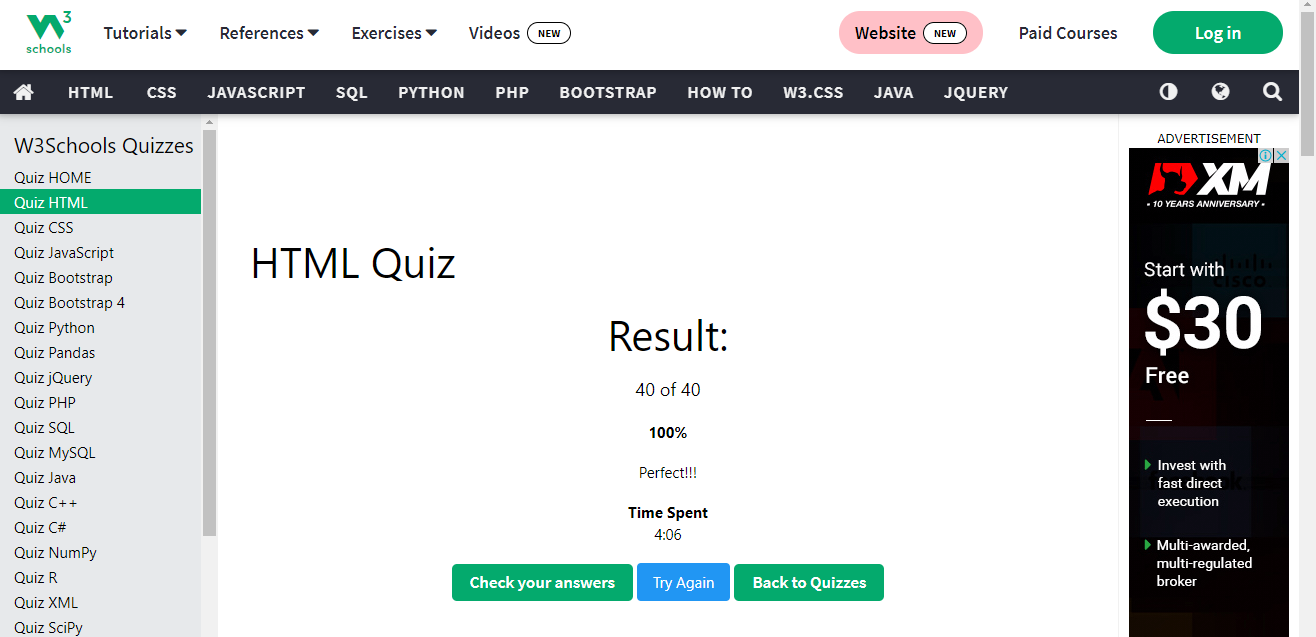 W3
schools
Tutorials
References
Exercises
Videos NEW
Website NEW
Paid Courses
Log in
HTML
CSS
JAVASCRIPT
SQL
PYTHON
PHP
BOOTSTRAP
HOW TO
W3.CSS
JAVA
JQUERY
W3Schools Quizzes
Quiz HOME
Quiz HTML
Quiz CSS
Quiz JavaScript
Quiz Bootstrap
Quiz Bootstrap 4
Quiz Python
Quiz Pandas
Quiz jQuery
Quiz PHP
Quiz SQL
Quiz MySQL
Quiz Java
Quiz C++
Quiz C#
Quiz NumPy
Quiz R
Quiz XML
Quiz SciPy
HTML Quiz
Result:
40 of 40
100%
Perfect!!!
Time Spent
4:06
Check your answers
Try Again
Back to Quizzes
ADVERTISEMENT
XM
• 10 YEARS ANNIVERSARY •
cisco
Start with
$30
Free
Invest with
fast direct
execution
Multi-awarded,
multi-regulated
broker